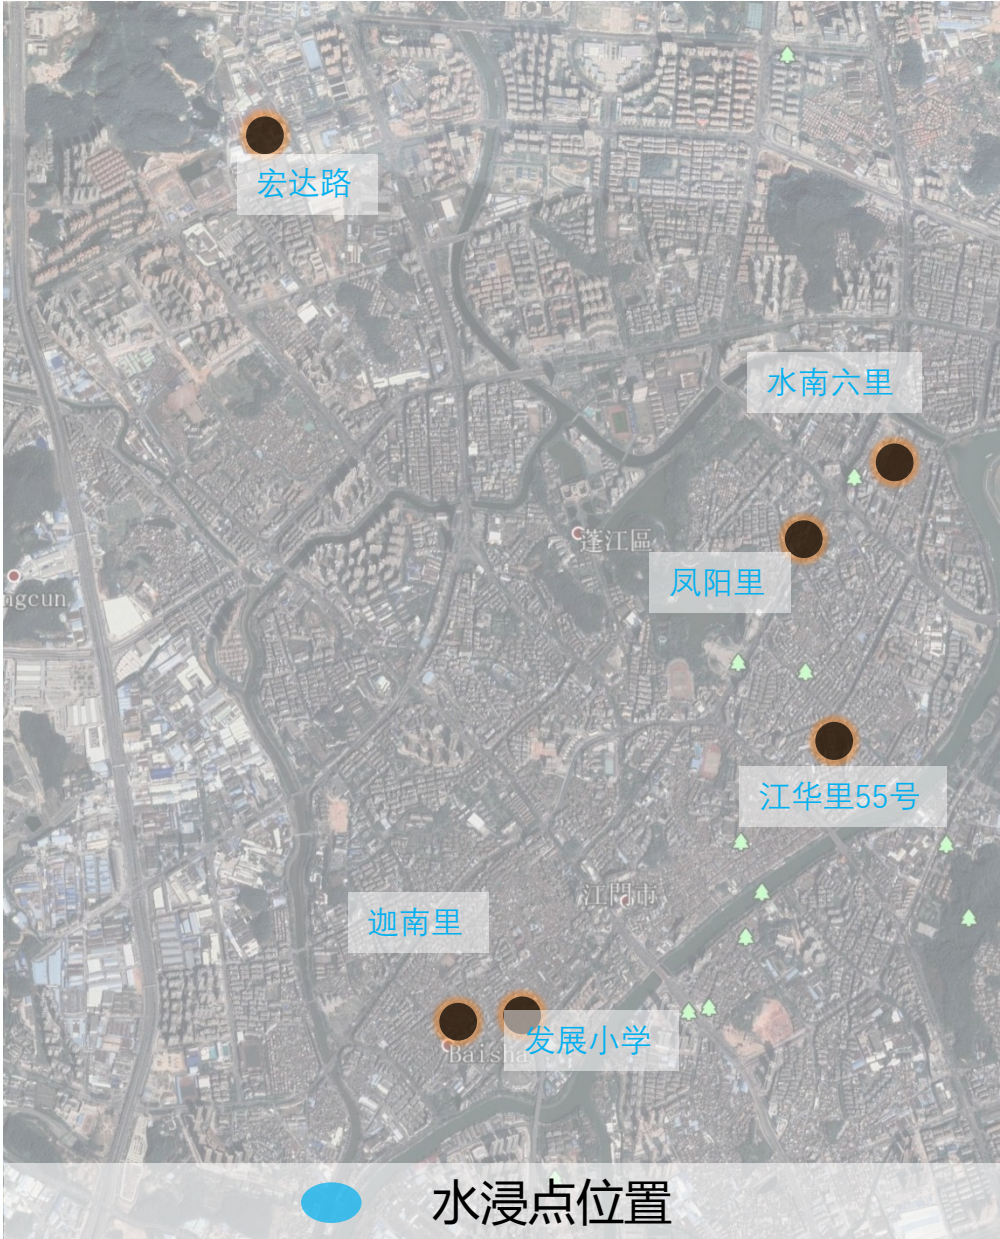 宏达路
水南六里
蓬江區
凤阳里
ngcun
江华里55号
江門市
迦南里
发展小学
Baisha
水浸点位置